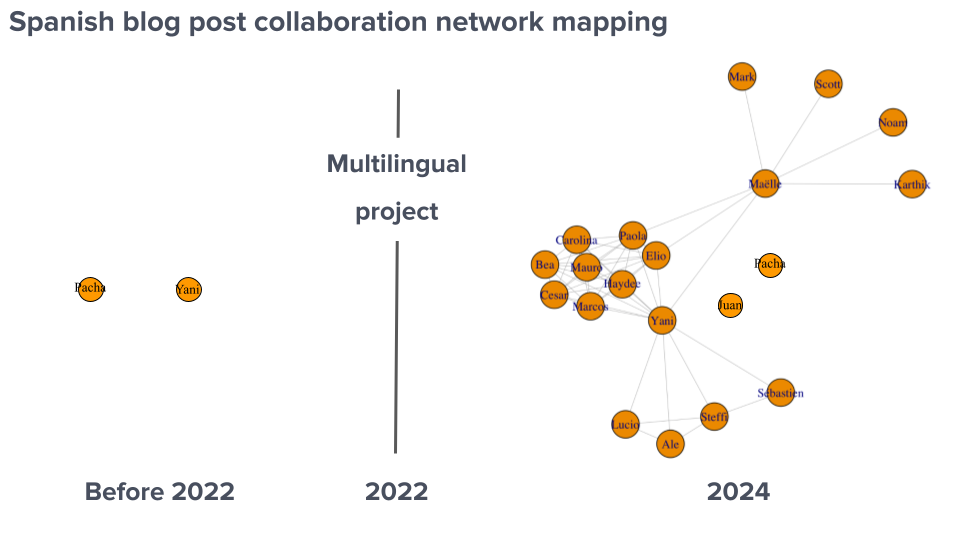 Spanish blog post collaboration network mapping
Mark
Scott
Noam
Maëlle
Karthik
Multilingual
project
Carolina
Paola
Elio
Bea
Mauro
Haydee
Cesar
Marcos
Yani
Pacha
Juan
Pacha
Yani
Sébastien
Steffi
Lucio
Ale
Before 2022
2022
2024